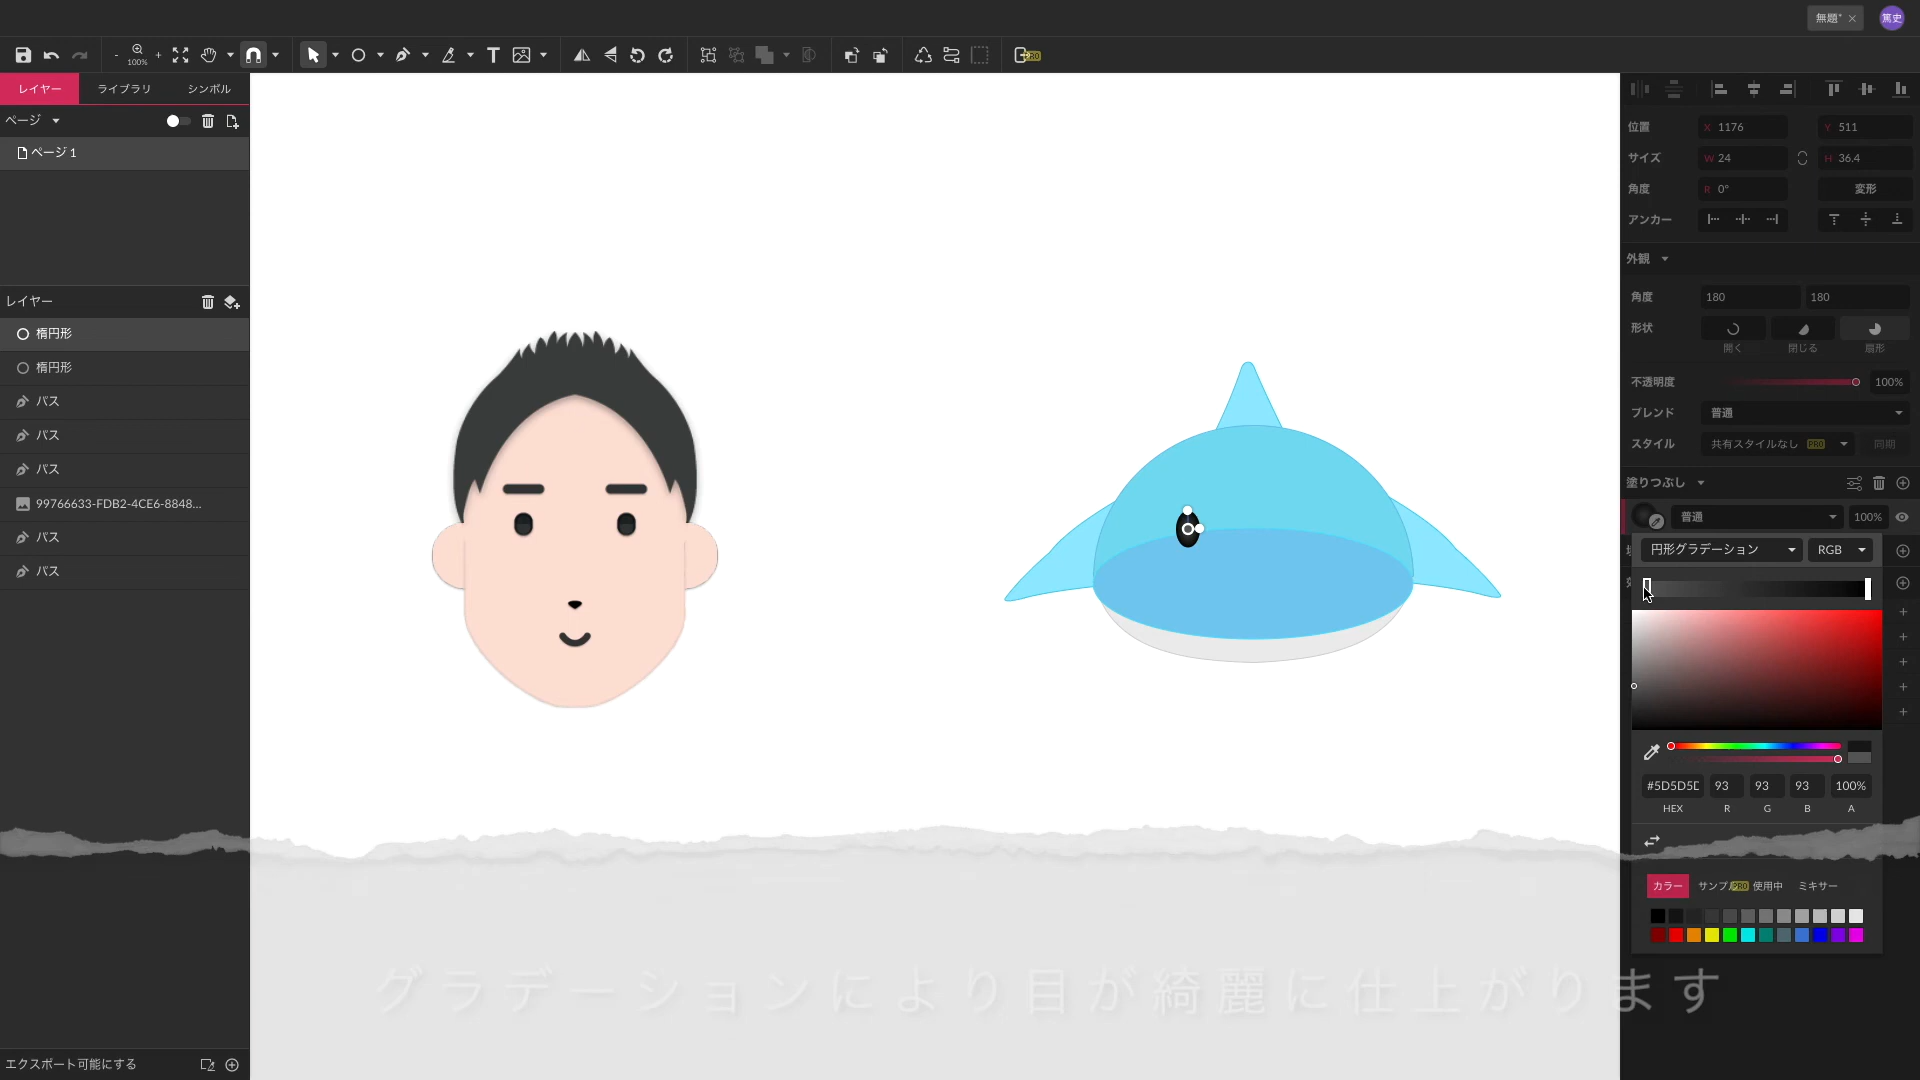 無題*
篤史
- + 100%
T
PRO
レイヤー ライブラリ シンボル
ページ
ページ 1
レイヤー
楕円形
楕円形
パス
パス
パス
99766633-FDB2-4CE6-8848...
パス
パス
エクスポート可能にする
位置 X 1176 Y 511
サイズ W 24 H 36.4
角度 R 0° 変形
アンカー
外観
角度 180 180
形状
開く 閉じる 扇形
不透明度 100%
ブレンド 普通
スタイル 共有スタイルなし PRO 同期
塗りつぶし
普通 100%
円形グラデーション RGB
#5D5D5D 93 93 93 100%
HEX R G B A
カラー サンプル PRO 使用中 ミキサー
グラデーションにより目が綺麗に仕上がります